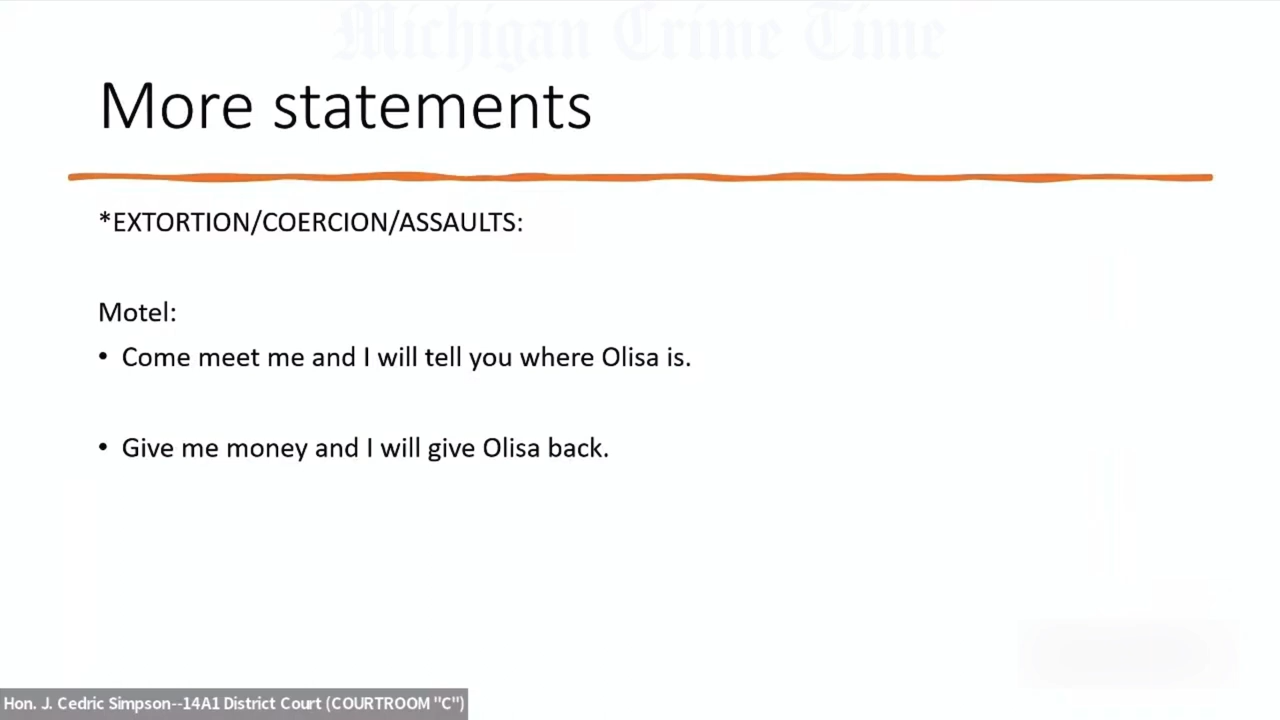 Michigan Crime Time
More statements
*EXTORTION/COERCION/ASSAULTS:
Motel:
• Come meet me and I will tell you where Olisa is.
• Give me money and I will give Olisa back.
Hon. J. Cedric Simpson--14A1 District Court (COURTROOM "C")